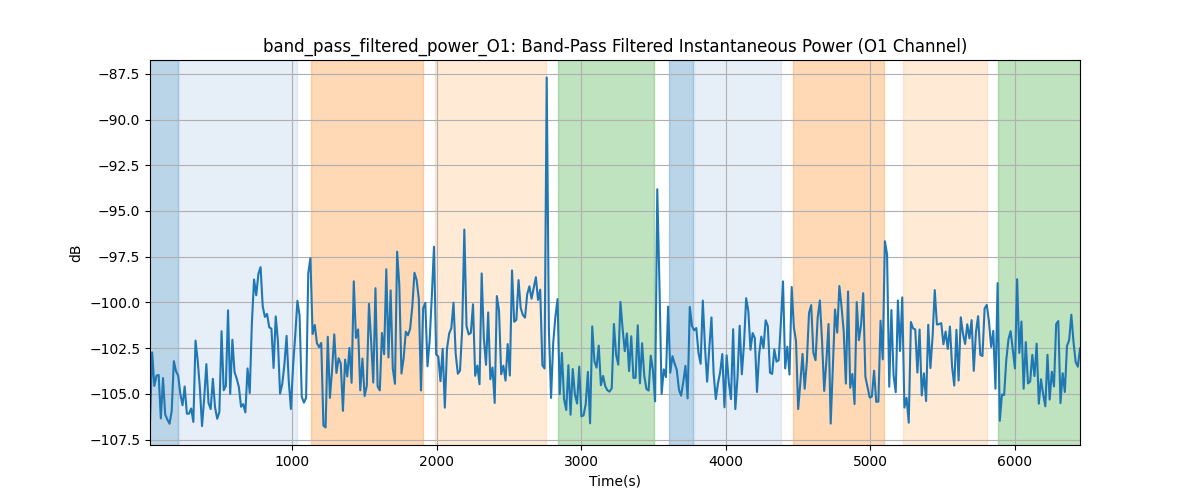 band_pass_filtered_power_O1: Band-Pass Filtered Instantaneous Power (O1 Channel)
dB
−87.5
−90.0
−92.5
−95.0
−97.5
−100.0
−102.5
−105.0
−107.5
1000 2000 3000 4000 5000 6000
Time(s)